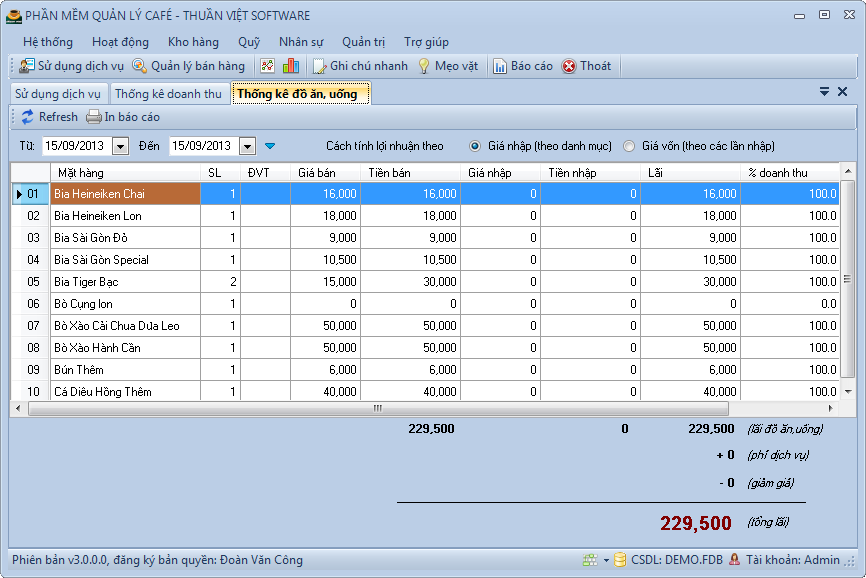 PHẦN MỀM QUẢN LÝ CAFÉ - THUẦN VIỆT SOFTWARE
Hệ thống Hoạt động Kho hàng Quỹ Nhân sự Quản trị Trợ giúp
Sử dụng dịch vụ Quản lý bán hàng Ghi chú nhanh Mẹo vặt Báo cáo Thoát
Sử dụng dịch vụ Thống kê doanh thu Thống kê đồ ăn, uống
Refresh In báo cáo
Từ: 15/09/2013 Đến 15/09/2013 Cách tính lợi nhuận theo Giá nhập (theo danh mục) Giá vốn (theo các lần nhập)
Mặt hàng SL ĐVT Giá bán Tiền bán Giá nhập Tiền nhập Lãi % doanh thu
01 Bia Heineiken Chai 1 16,000 16,000 0 0 16,000 100.0
02 Bia Heineiken Lon 1 18,000 18,000 0 0 18,000 100.0
03 Bia Sài Gòn Đỏ 1 9,000 9,000 0 0 9,000 100.0
04 Bia Sài Gòn Special 1 10,500 10,500 0 0 10,500 100.0
05 Bia Tiger Bạc 2 15,000 30,000 0 0 30,000 100.0
06 Bò Cụng lon 1 0 0 0 0 0 0.0
07 Bò Xào Cải Chua Dưa Leo 1 50,000 50,000 0 0 50,000 100.0
08 Bò Xào Hành Cần 1 50,000 50,000 0 0 50,000 100.0
09 Bún Thêm 1 6,000 6,000 0 0 6,000 100.0
10 Cá Diêu Hồng Thêm 1 40,000 40,000 0 0 40,000 100.0
229,500 0 229,500 (lãi đồ ăn,uống)
+ 0 (phí dịch vụ)
- 0 (giảm giá)
229,500 (tổng lãi)
Phiên bản v3.0.0.0, đăng ký bản quyền: Đoàn Văn Công CSDL: DEMO.FDB Tài khoản: Admin